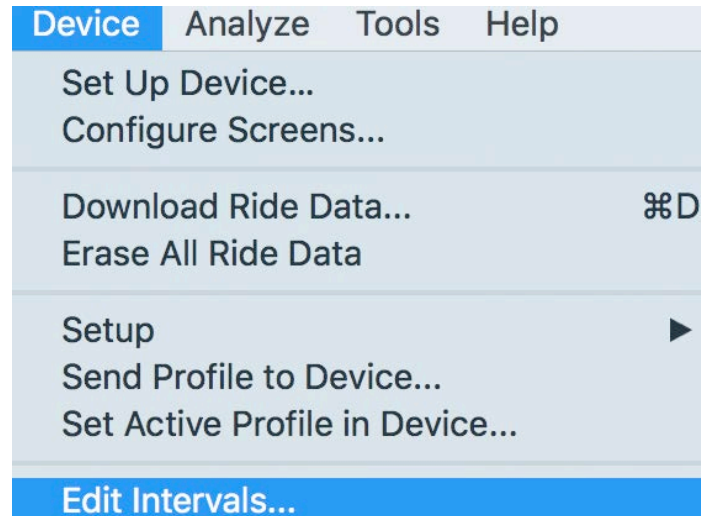 Device Analyze Tools Help
Set Up Device...
Configure Screens...
Download Ride Data... ⌘D
Erase All Ride Data
Setup ▶
Send Profile to Device...
Set Active Profile in Device...
Edit Intervals...